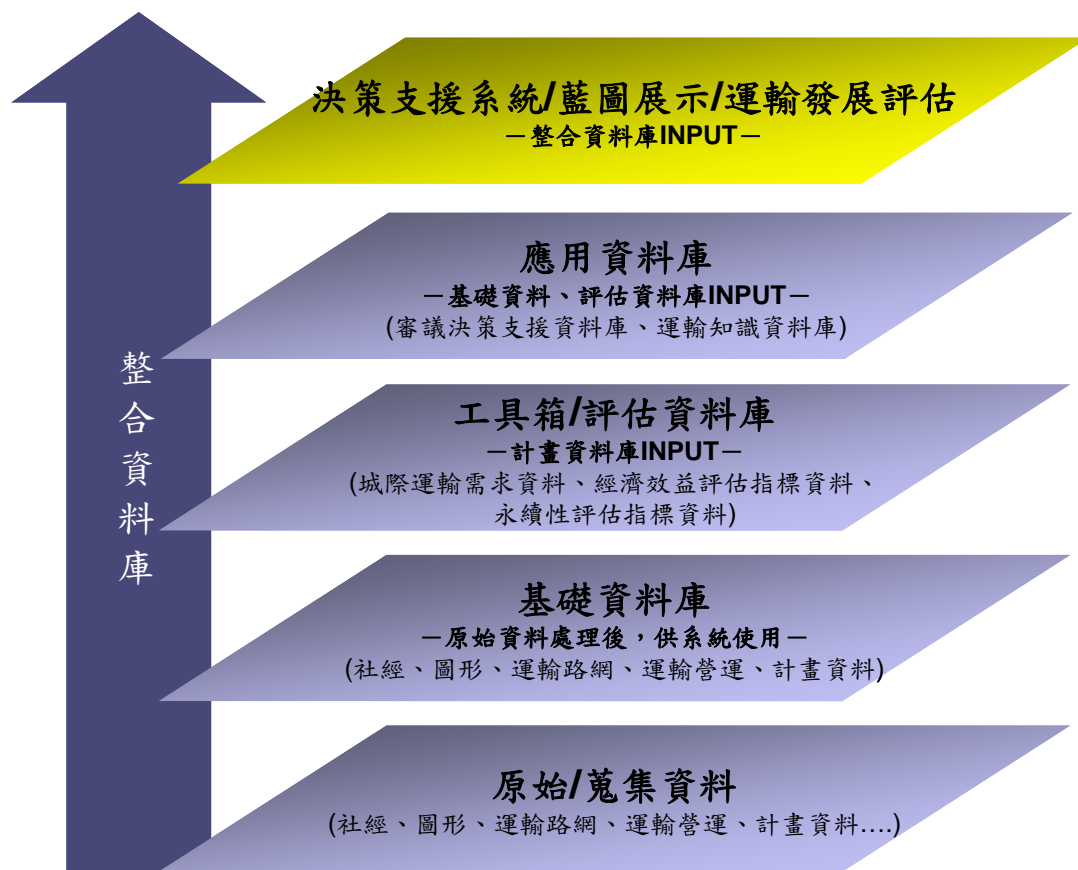 決策支援系統/藍圖展示/運輸發展評估
－整合資料庫INPUT－
應用資料庫
－基礎資料、評估資料庫INPUT－
(審議決策支援資料庫、運輸知識資料庫)
工具箱/評估資料庫
－計畫資料庫INPUT－
(城際運輸需求資料、經濟效益評估指標資料、
永續性評估指標資料)
基礎資料庫
－原始資料處理後，供系統使用－
(社經、圖形、運輸路網、運輸營運、計畫資料)
原始/蒐集資料
(社經、圖形、運輸路網、運輸營運、計畫資料....)
整合資料庫